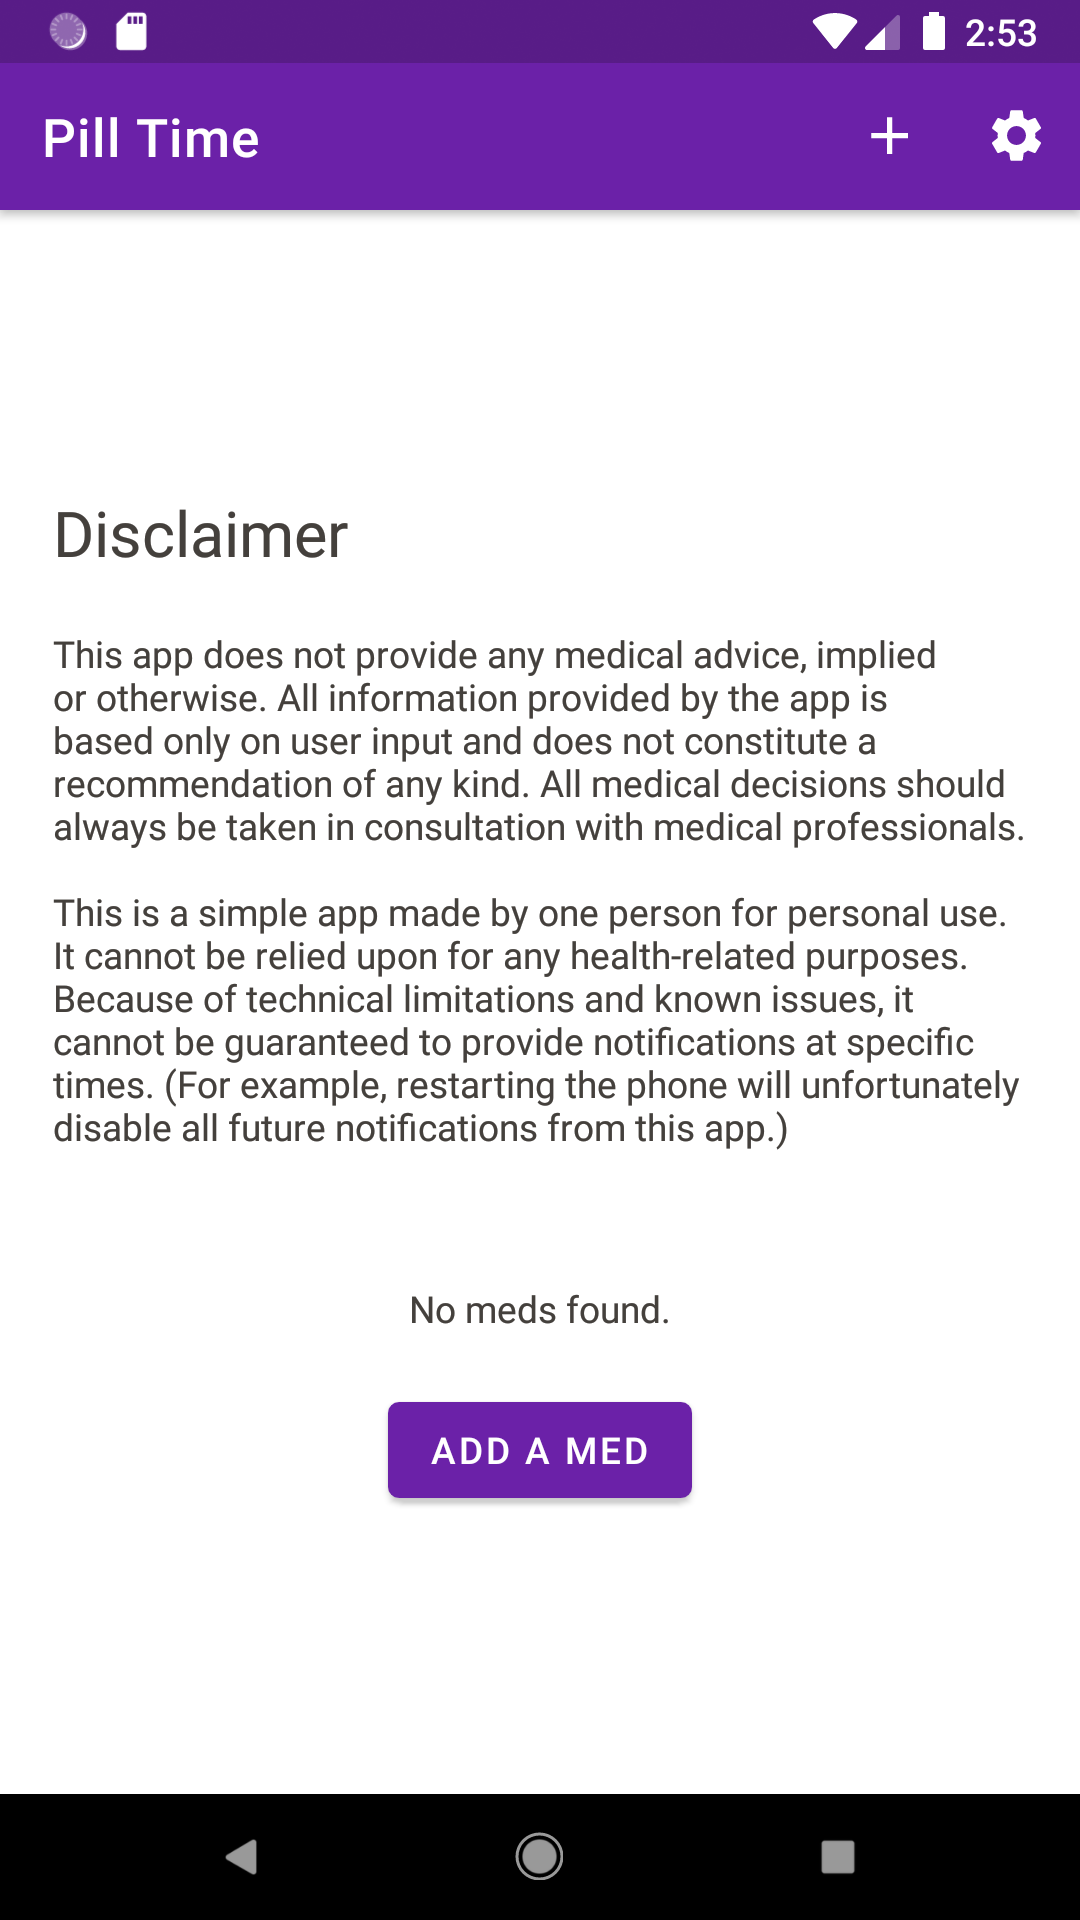 2:53
Pill Time
Disclaimer
This app does not provide any medical advice, implied
or otherwise. All information provided by the app is
based only on user input and does not constitute a
recommendation of any kind. All medical decisions should
always be taken in consultation with medical professionals.
This is a simple app made by one person for personal use.
It cannot be relied upon for any health-related purposes.
Because of technical limitations and known issues, it
cannot be guaranteed to provide notifications at specific
times. (For example, restarting the phone will unfortunately
disable all future notifications from this app.)
No meds found.
ADD A MED